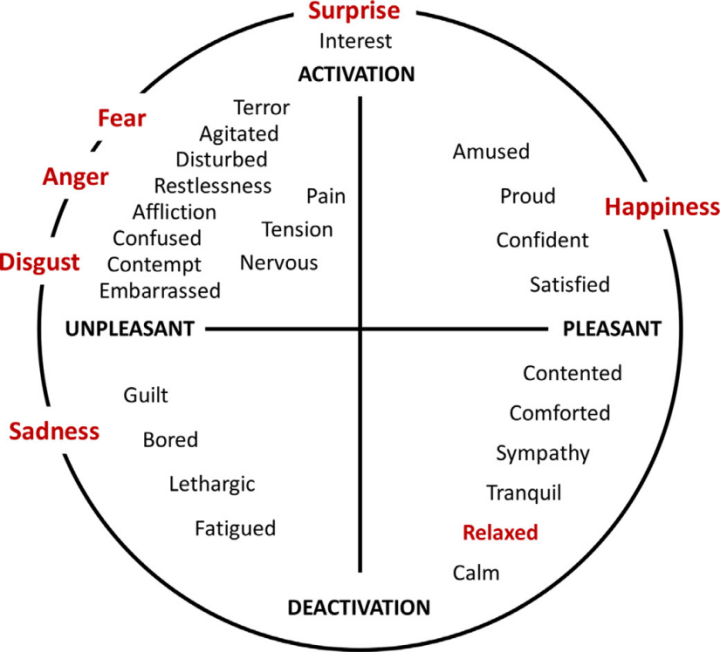 Surprise
Interest
ACTIVATION
Terror
Fear
Agitated
Amused
Disturbed
Anger
Restlessness
Pain
Proud
Happiness
Affliction
Tension
Confused
Confident
Disgust
Contempt
Nervous
Embarrassed
Satisfied
UNPLEASANT
PLEASANT
Contented
Guilt
Comforted
Sadness
Bored
Sympathy
Lethargic
Tranquil
Fatigued
Relaxed
Calm
DEACTIVATION